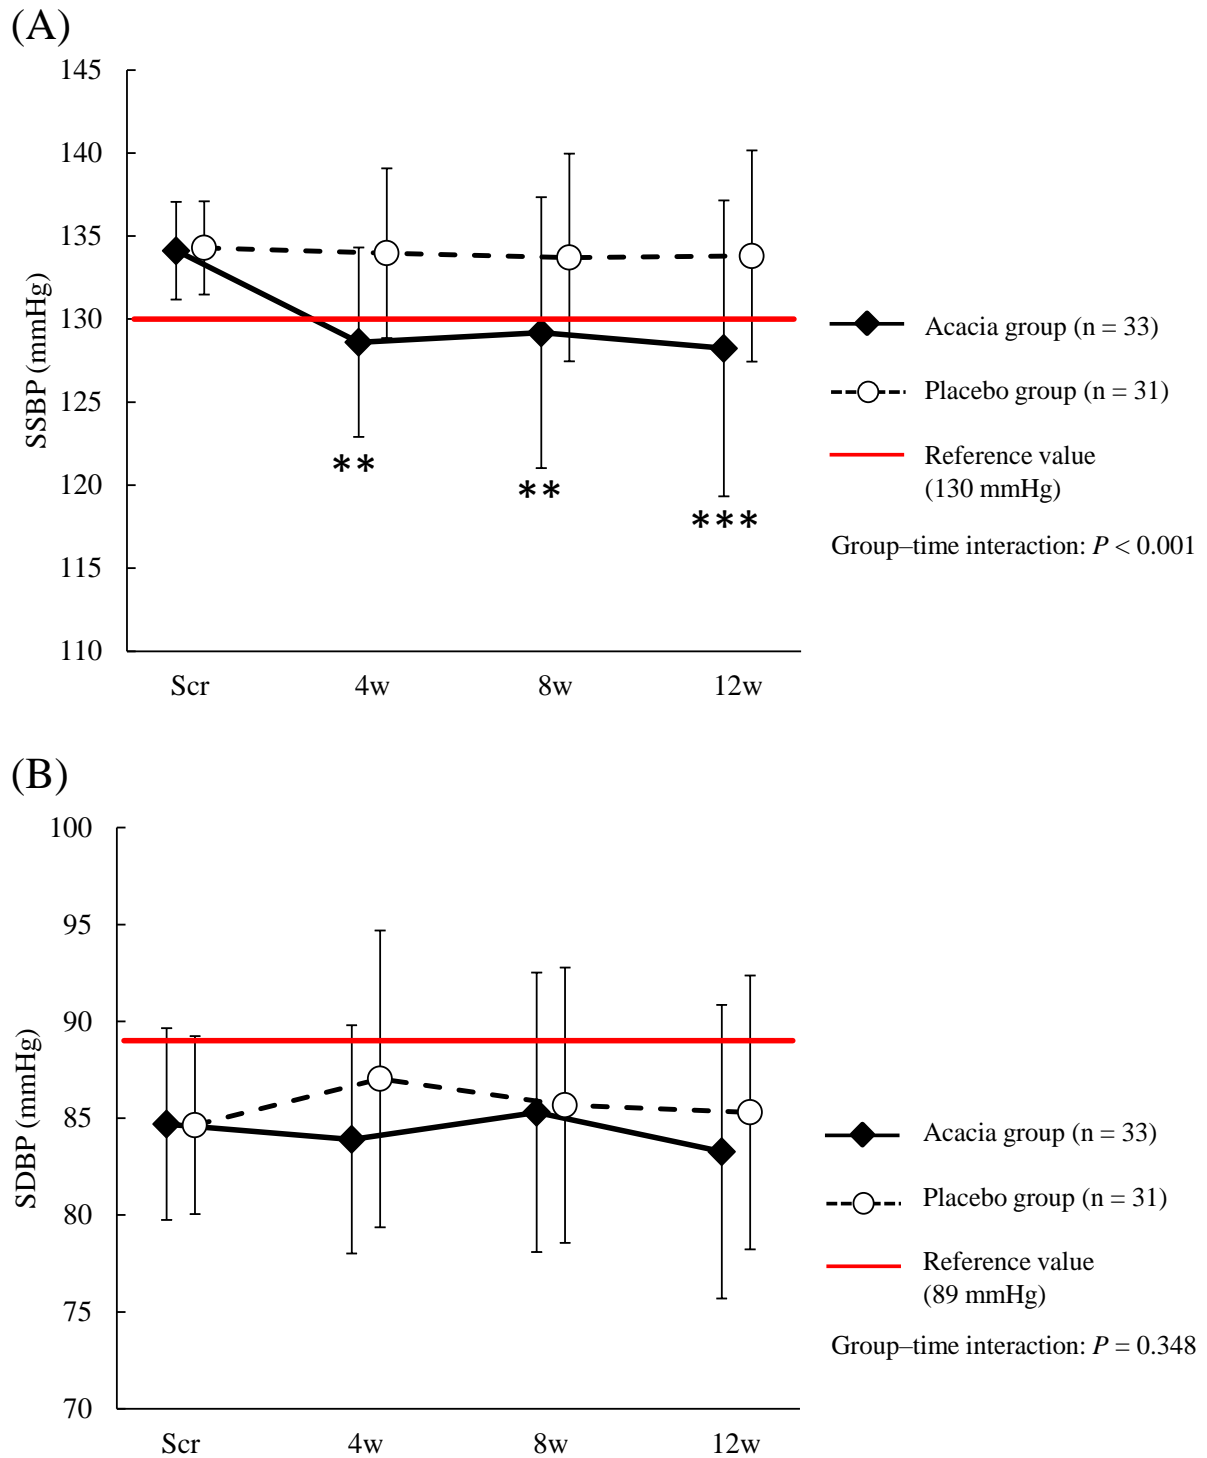 (A)
145
140
135
130
125
120
115
110
SSBP (mmHg)
**
**
***
Scr
4w
8w
12w
Acacia group (n = 33)
Placebo group (n = 31)
Reference value
(130 mmHg)
Group–time interaction: P < 0.001
(B)
100
95
90
85
80
75
70
SDBP (mmHg)
Scr
4w
8w
12w
Acacia group (n = 33)
Placebo group (n = 31)
Reference value
(89 mmHg)
Group–time interaction: P = 0.348